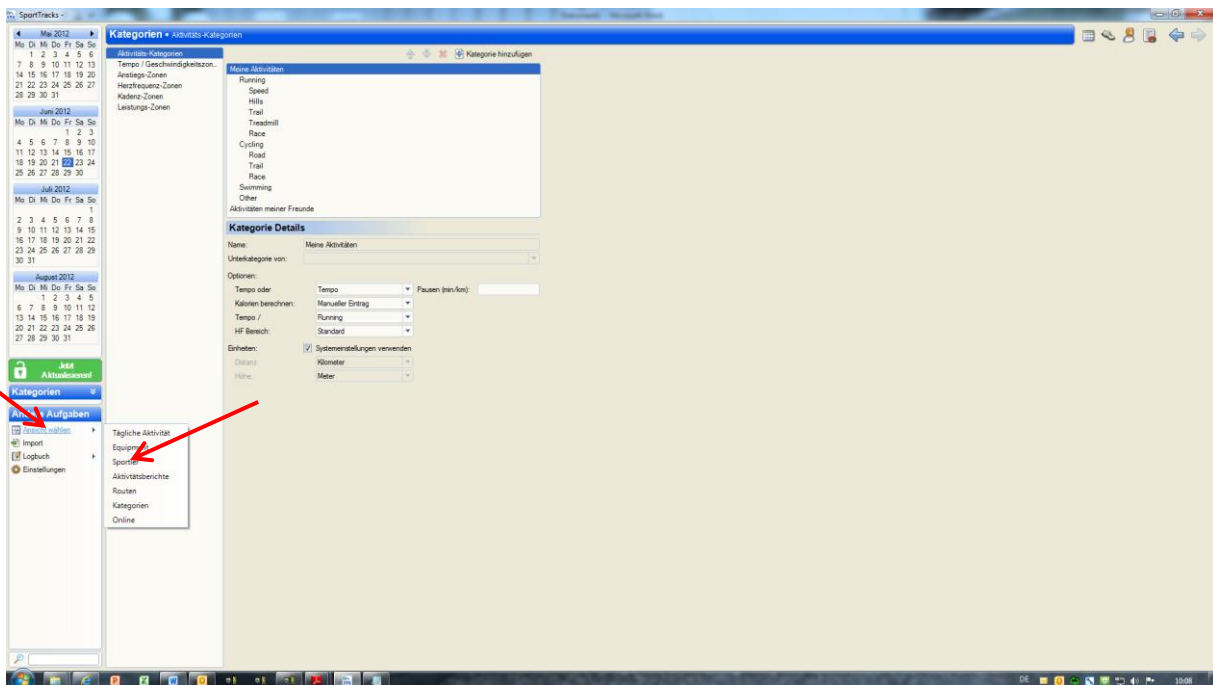 SportTracks -
Mai 2012
Mo Di Mi Do Fr Sa So
1 2 3 4 5 6
7 8 9 10 11 12 13
14 15 16 17 18 19 20
21 22 23 24 25 26 27
28 29 30 31
Juni 2012
Mo Di Mi Do Fr Sa So
1 2 3
4 5 6 7 8 9 10
11 12 13 14 15 16 17
18 19 20 21 22 23 24
25 26 27 28 29 30
Juli 2012
Mo Di Mi Do Fr Sa So
1
2 3 4 5 6 7 8
9 10 11 12 13 14 15
16 17 18 19 20 21 22
23 24 25 26 27 28 29
30 31
August 2012
Mo Di Mi Do Fr Sa So
1 2 3 4 5
6 7 8 9 10 11 12
13 14 15 16 17 18 19
20 21 22 23 24 25 26
27 28 29 30 31
Jetzt
Aktualisieren!
Kategorien
Aufgaben
Ansicht wählen
Import
Logbuch
Einstellungen
Tägliche Aktivität
Equipment
Sportler
Aktivtätsberichte
Routen
Kategorien
Online
Kategorien • Aktivitäts-Kategorien
Aktivitäts-Kategorien
Tempo / Geschwindigkeitszon..
Anstiegs-Zonen
Herzfrequenz-Zonen
Kadenz-Zonen
Leistungs-Zonen
Kategorie hinzufügen
Meine Aktivitäten
Running
Speed
Hills
Trail
Treadmill
Race
Cycling
Road
Trail
Race
Swimming
Other
Aktivitäten meiner Freunde
Kategorie Details
Name: Meine Aktivitäten
Unterkategorie von:
Optionen:
Tempo oder Tempo Pausen (min/km):
Kalorien berechnen: Manueller Eintrag
Tempo / Running
HF Bereich: Standard
Einheiten: Systemeinstellungen verwenden
Distanz: Kilometer
Höhe: Meter
DE 10:08